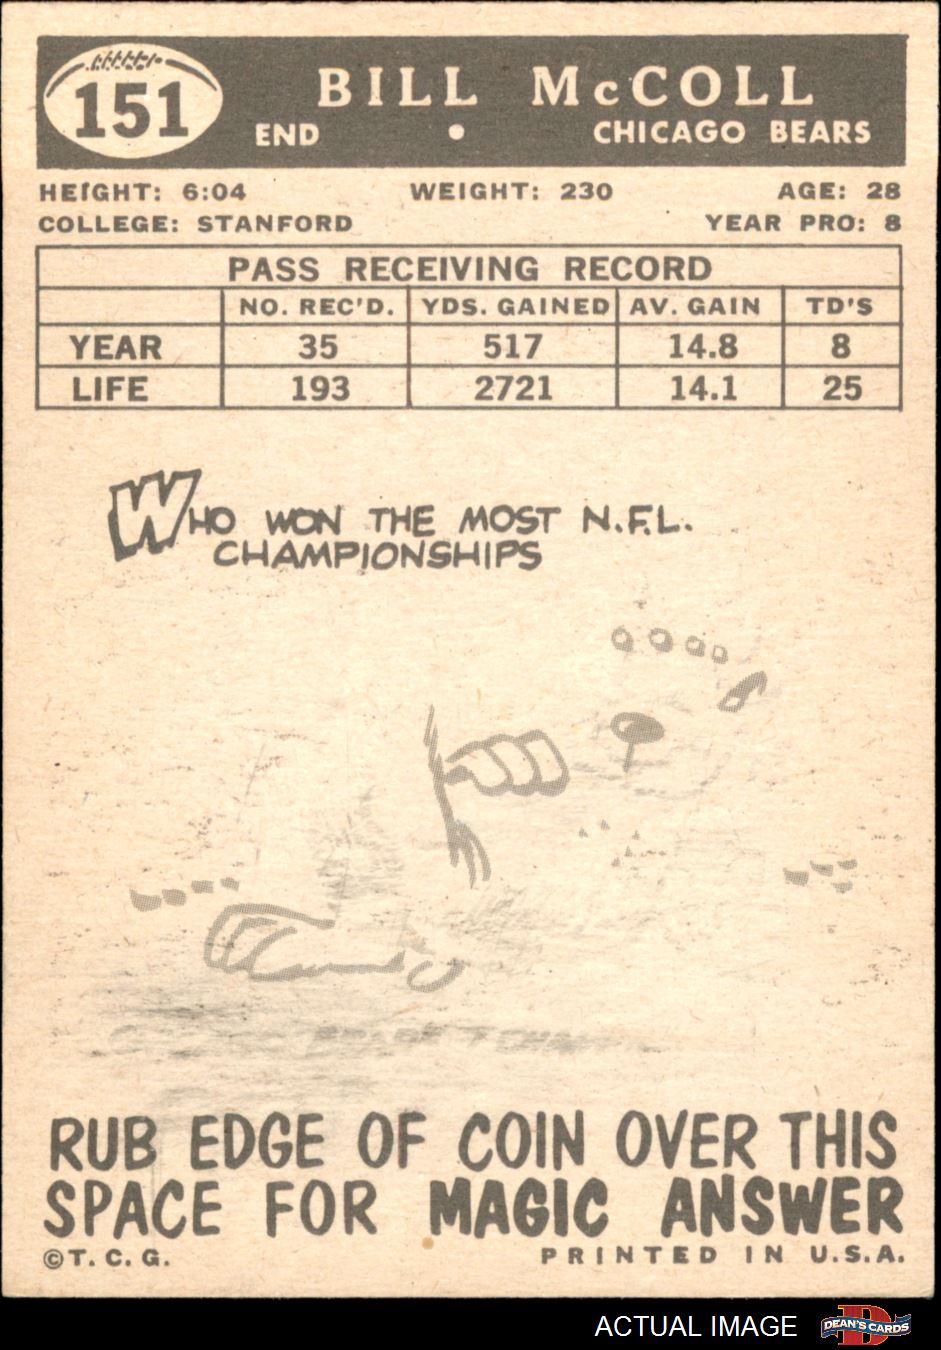 151
BILL McCOLL
END • CHICAGO BEARS
HEIGHT: 6:04 WEIGHT: 230 AGE: 28
COLLEGE: STANFORD YEAR PRO: 8
PASS RECEIVING RECORD
NO. REC'D. YDS. GAINED AV. GAIN TD'S
YEAR 35 517 14.8 8
LIFE 193 2721 14.1 25
WHO WON THE MOST N.F.L.
CHAMPIONSHIPS
RUB EDGE OF COIN OVER THIS
SPACE FOR MAGIC ANSWER
©T.C.G. PRINTED IN U.S.A.
ACTUAL IMAGE
D
DEAN'S CARDS